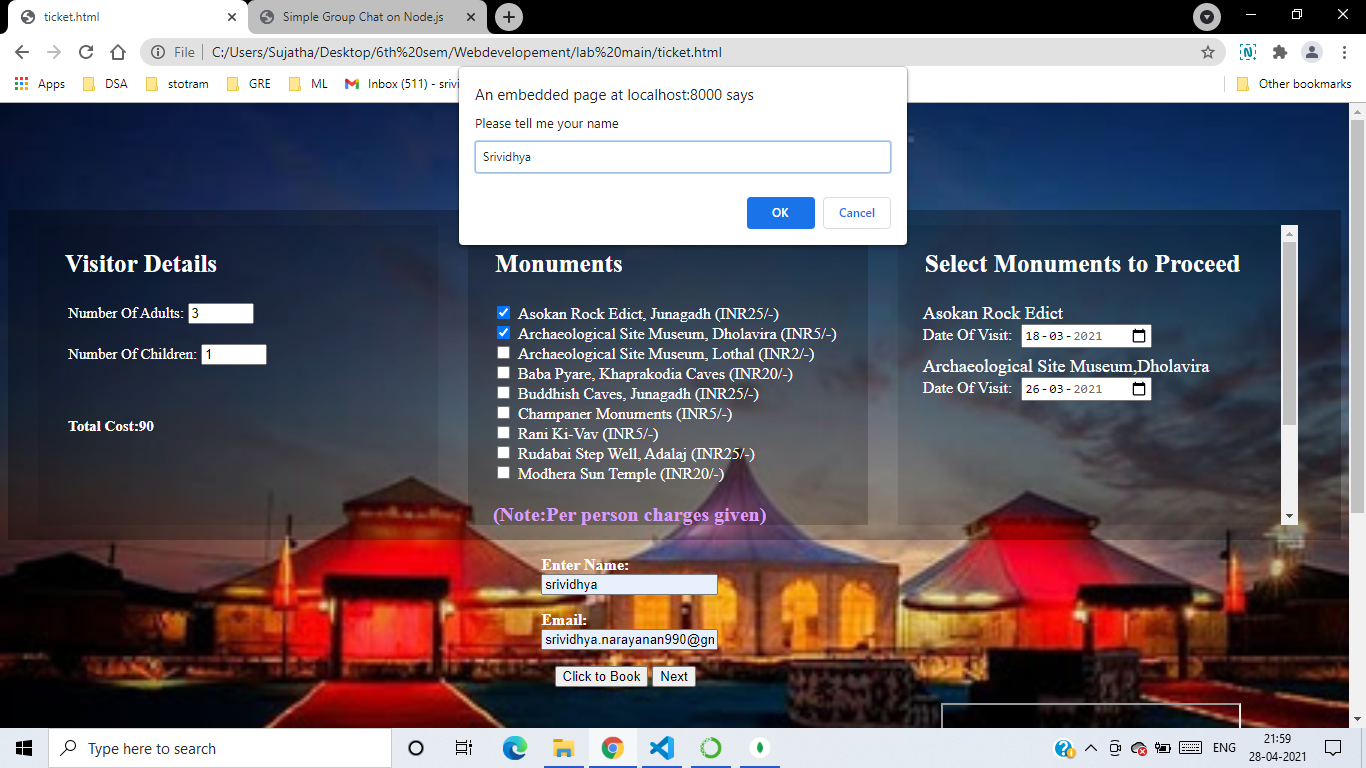 ticket.html
Simple Group Chat on Node.js
File
C:/Users/Sujatha/Desktop/6th%20sem/Webdevelopement/lab%20main/ticket.html
Apps
DSA
stotram
GRE
ML
Inbox (511) - srivi
Other bookmarks
An embedded page at localhost:8000 says
Please tell me your name
Srividhya
OK
Cancel
Visitor Details
Number Of Adults: 3
Number Of Children: 1
Total Cost:90
Monuments
Asokan Rock Edict, Junagadh (INR25/-)
Archaeological Site Museum, Dholavira (INR5/-)
Archaeological Site Museum, Lothal (INR2/-)
Baba Pyare, Khaprakodia Caves (INR20/-)
Buddhish Caves, Junagadh (INR25/-)
Champaner Monuments (INR5/-)
Rani Ki-Vav (INR5/-)
Rudabai Step Well, Adalaj (INR25/-)
Modhera Sun Temple (INR20/-)
(Note:Per person charges given)
Select Monuments to Proceed
Asokan Rock Edict
Date Of Visit: 18-03-2021
Archaeological Site Museum,Dholavira
Date Of Visit: 26-03-2021
Enter Name:
srividhya
Email:
srividhya.narayanan990@gn
Click to Book
Next
Type here to search
ENG
21:59
28-04-2021